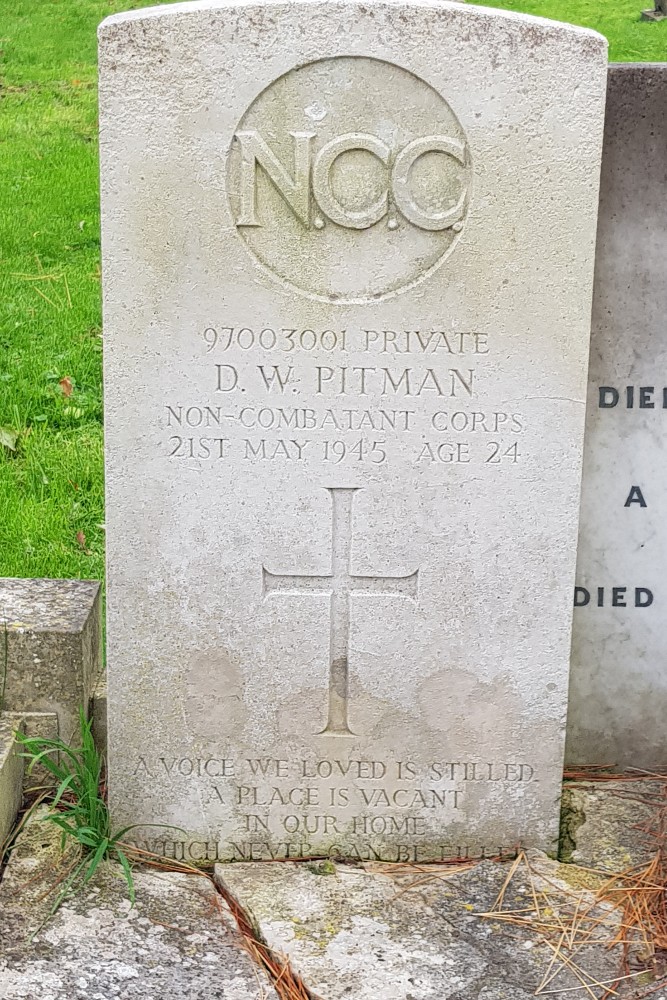 N.C.C.
97003001 PRIVATE
D. W. PITMAN
NON-COMBATANT CORPS
21ST MAY 1945 AGE 24
A VOICE WE LOVED IS STILLED
A PLACE IS VACANT
IN OUR HOME
WHICH NEVER CAN BE FILLED
DIED
A
DIED